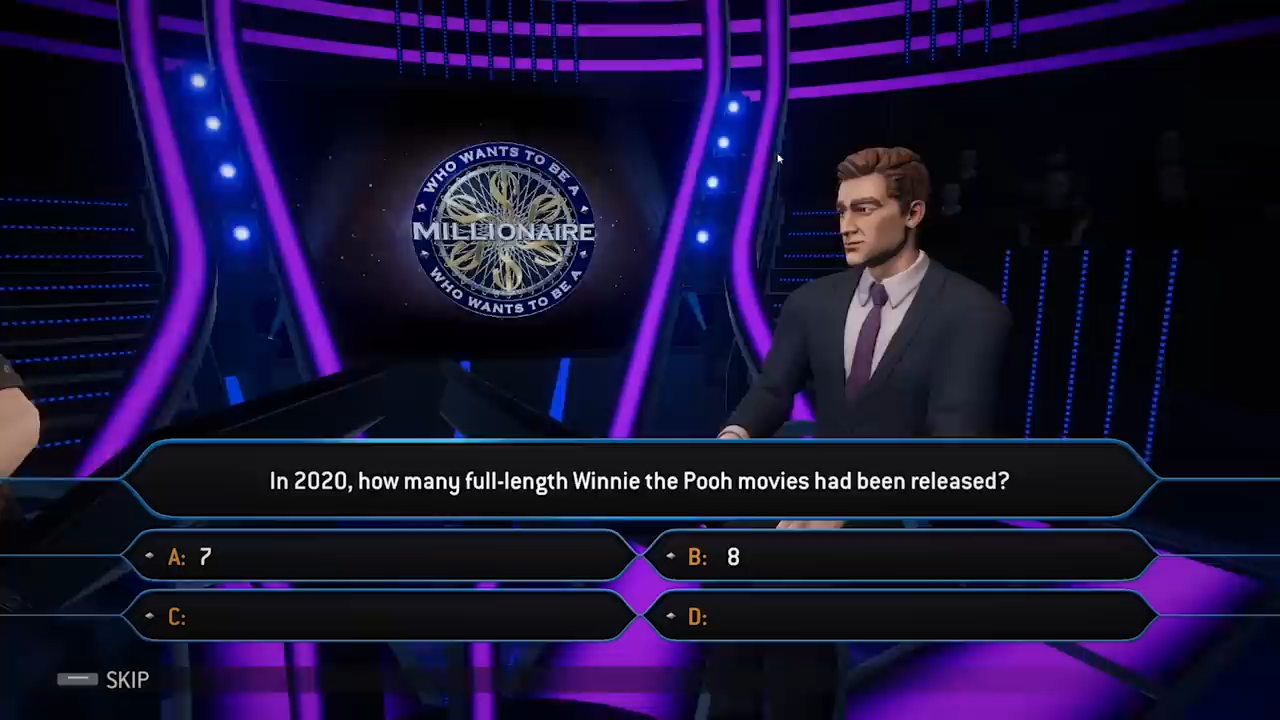 WHO WANTS TO BE A
MILLIONAIRE
WHO WANTS TO BE A
In 2020, how many full-length Winnie the Pooh movies had been released?
A: 7
B: 8
C:
D:
SKIP